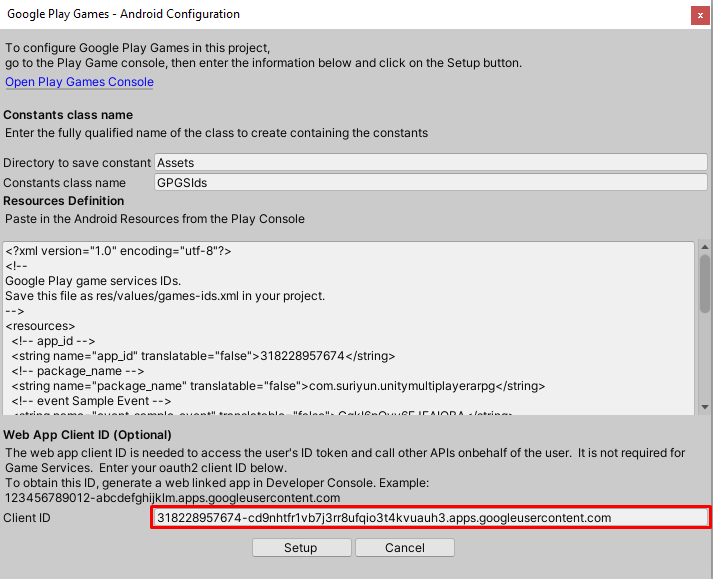 Google Play Games - Android Configuration
x
To configure Google Play Games in this project,
go to the Play Game console, then enter the information below and click on the Setup button.
Open Play Games Console
Constants class name
Enter the fully qualified name of the class to create containing the constants
Directory to save constant Assets
Constants class name GPGSIds
Resources Definition
Paste in the Android Resources from the Play Console
<?xml version="1.0" encoding="utf-8"?>
<!--
Google Play game services IDs.
Save this file as res/values/games-ids.xml in your project.
-->
<resources>
<!-- app_id -->
<string name="app_id" translatable="false">318228957674</string>
<!-- package_name -->
<string name="package_name" translatable="false">com.suriyun.unitymultiplayerarpg</string>
<!-- event Sample Event -->
<string name="event_sample_event" translatable="false">
Web App Client ID (Optional)
The web app client ID is needed to access the user's ID token and call other APIs onbehalf of the user. It is not required for
Game Services. Enter your oauth2 client ID below.
To obtain this ID, generate a web linked app in Developer Console. Example:
123456789012-abcdefghijklm.apps.googleusercontent.com
Client ID 318228957674-cd9nhtfr1vb7j3rr8ufqio3t4kvuauh3.apps.googleusercontent.com
Setup Cancel